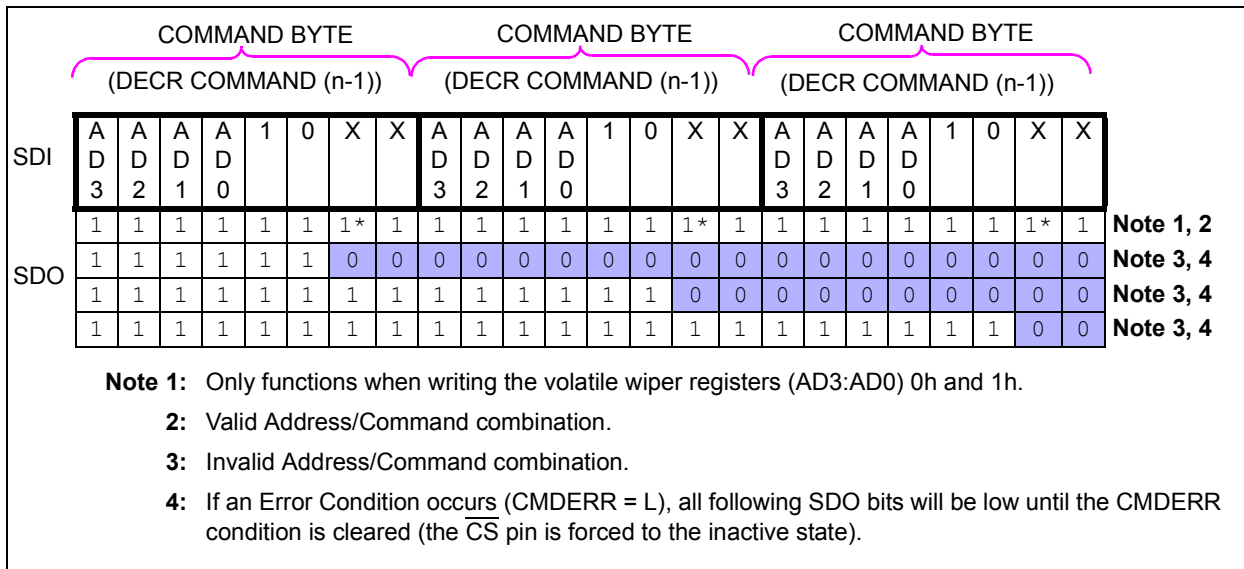 COMMAND BYTE COMMAND BYTE COMMAND BYTE
(DECR COMMAND (n-1)) (DECR COMMAND (n-1)) (DECR COMMAND (n-1))
A A A A 1 0 X X A A A A 1 0 X X A A A A 1 0 X X
SDI D D D D D D D D D D D D
3 2 1 0 3 2 1 0 3 2 1 0
1 1 1 1 1 1 1* 1 1 1 1 1 1 1 1* 1 1 1 1 1 1 1 1* 1 Note 1, 2
SDO 1 1 1 1 1 1 0 0 0 0 0 0 0 0 0 0 0 0 0 0 0 0 0 0 Note 3, 4
1 1 1 1 1 1 1 1 1 1 1 1 1 1 0 0 0 0 0 0 0 0 0 0 Note 3, 4
1 1 1 1 1 1 1 1 1 1 1 1 1 1 1 1 1 1 1 1 1 1 0 0 Note 3, 4
Note 1: Only functions when writing the volatile wiper registers (AD3:AD0) 0h and 1h.
2: Valid Address/Command combination.
3: Invalid Address/Command combination.
4: If an Error Condition occurs (CMDERR = L), all following SDO bits will be low until the CMDERR
condition is cleared (the C̅S̅ pin is forced to the inactive state).